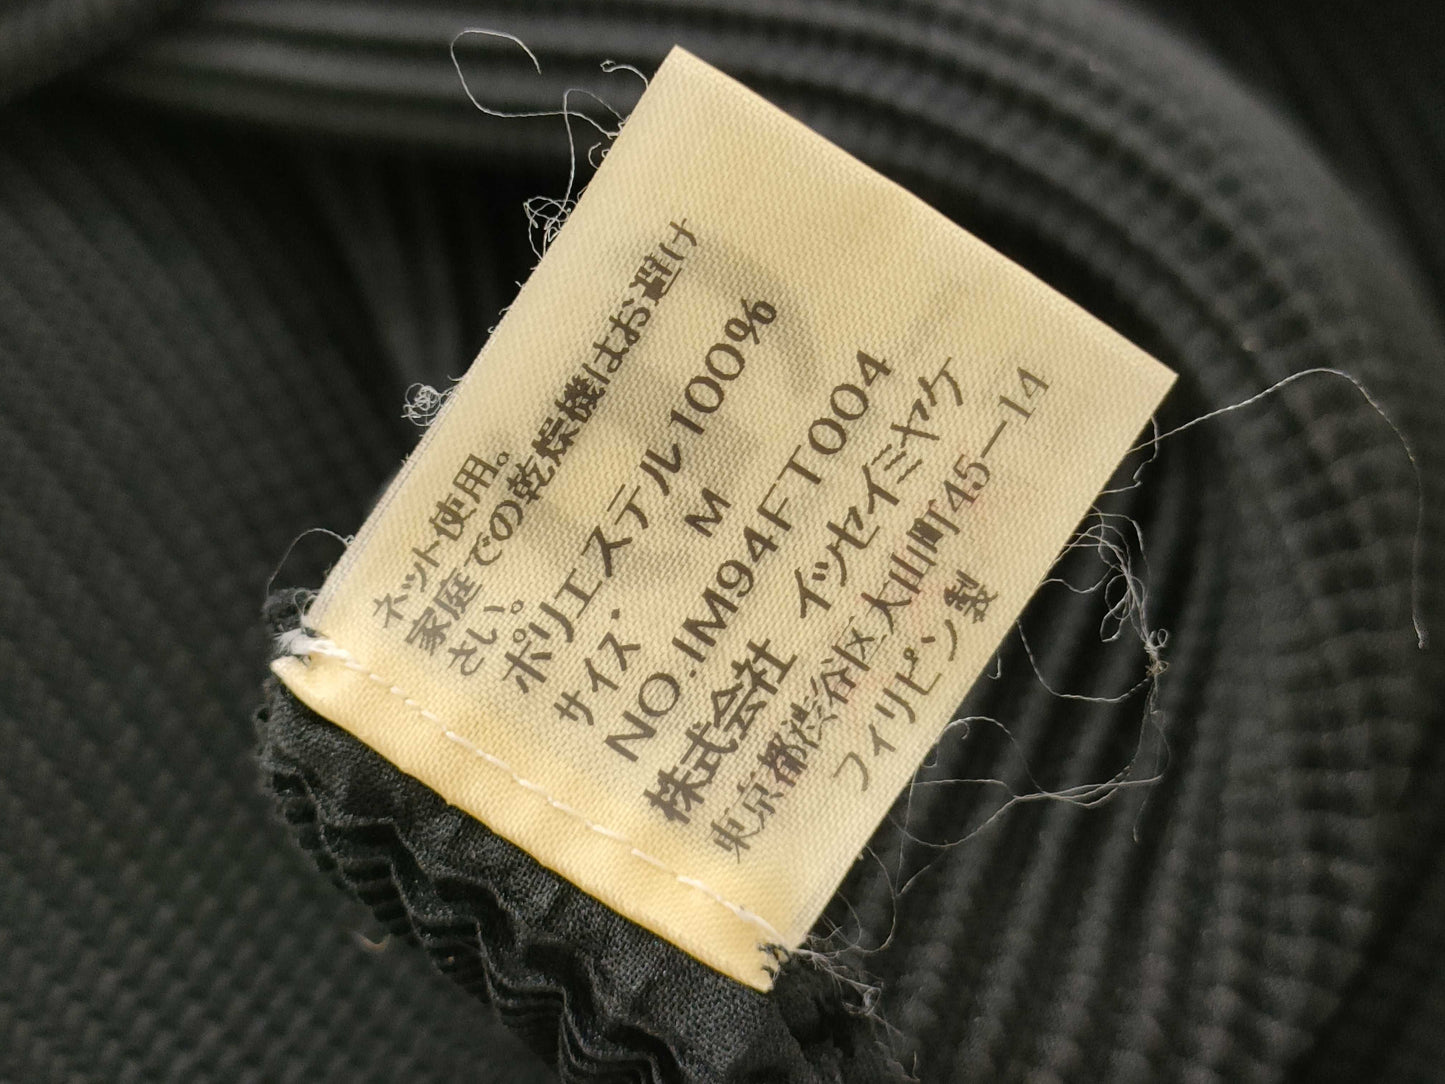 ネット使用。
家庭での乾燥機はお避け
さい。
ポリエステル100%
サイズ・ M
NO.IM94FT004
株式会社 イッセイミヤケ
東京都渋谷区大山町45—14
フィリピン製